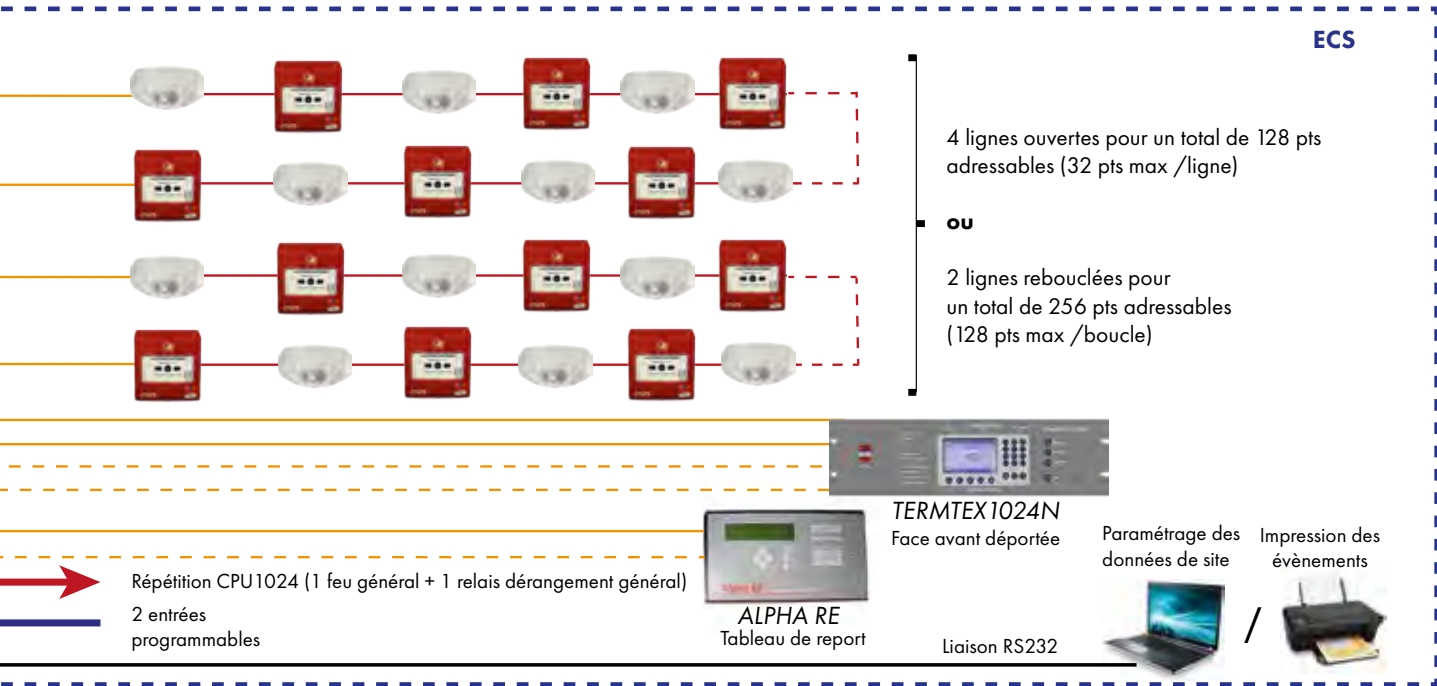 ECS
4 lignes ouvertes pour un total de 128 pts
adressables (32 pts max /ligne)
ou
2 lignes rebouclées pour
un total de 256 pts adressables
(128 pts max /boucle)
TERMTEX1024N
Face avant déportée
Paramétrage des
données de site
Impression des
évènements
/
Répétition CPU1024 (1 feu général + 1 relais dérangement général)
2 entrées
programmables
ALPHA RE
Tableau de report
Liaison RS232